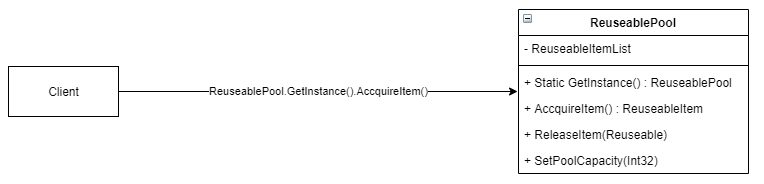 ReuseablePool
- ReuseableItemList
Client
ReuseablePool.GetInstance().AccquireItem()
+ Static GetInstance() : ReuseablePool
+ AccquireItem() : ReuseableItem
+ ReleaseItem(Reuseable)
+ SetPoolCapacity(Int32)